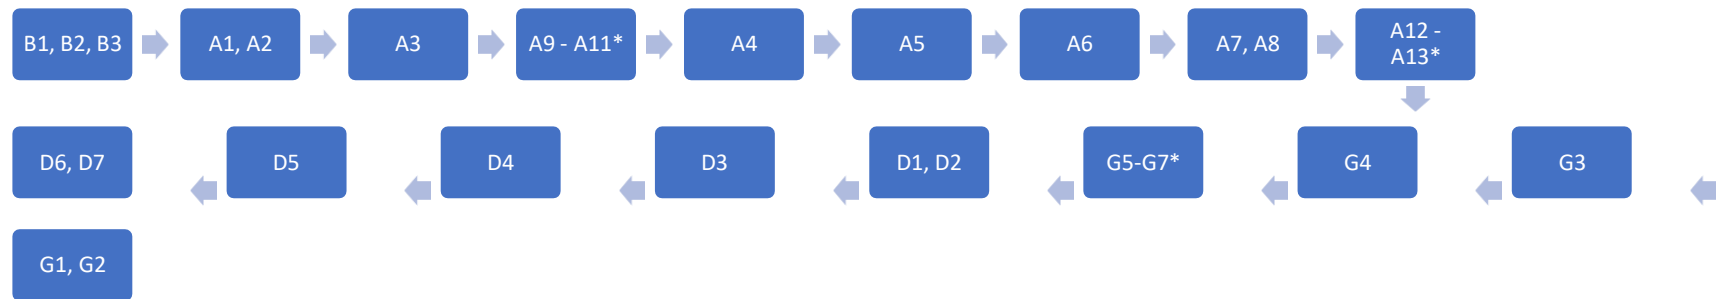 B1, B2, B3
A1, A2
A3
A9 - A11*
A4
A5
A6
A7, A8
A12 -
A13*
D6, D7
D5
D4
D3
D1, D2
G5-G7*
G4
G3
G1, G2